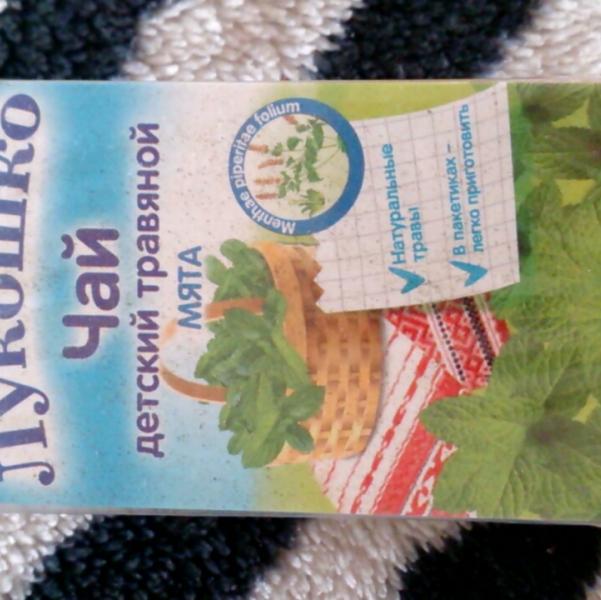 Лукошко
Чай
детский травяной
МЯТА
Menthae piperitae folium
Натуральные
травы
В пакетиках –
легко приготовить